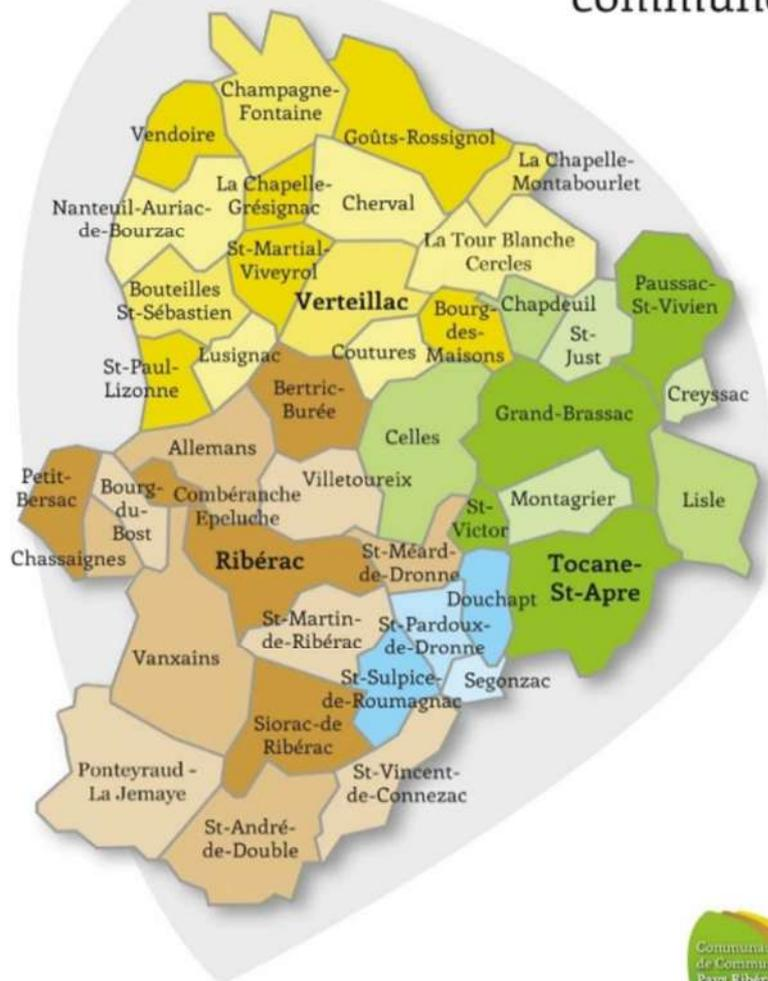 Champagne-
Fontaine
Vendoire
Goûts-Rossignol
La Chapelle-
Montabourlet
La Chapelle-
Grésignac
Cherval
Nanteuil-Auriac-
de-Bourzac
St-Martial-
Viveyrol
La Tour Blanche
Cercles
Paussac-
St-Vivien
Bouteilles
St-Sébastien
Verteillac
Bourg-
des-
Maisons
Chapdeuil
St-
Just
Lusignac
Coutures
St-Paul-
Lizonne
Bertric-
Burée
Creyssac
Grand-Brassac
Celles
Allemans
Petit-
Bersac
Bourg-
du-
Bost
Combéranche
Epeluche
Villetoureix
St-
Victor
Montagrier
Lisle
Chassaignes
Ribérac
St-Méard-
de-Dronne
Tocane-
St-Apre
Douchapt
St-Martin-
de-Ribérac
St-Pardoux-
de-Dronne
Vanxains
St-Sulpice-
de-Roumagnac
Segonzac
Siorac-de
Ribérac
Ponteyraud -
La Jemaye
St-Vincent-
de-Connezac
St-André-
de-Double